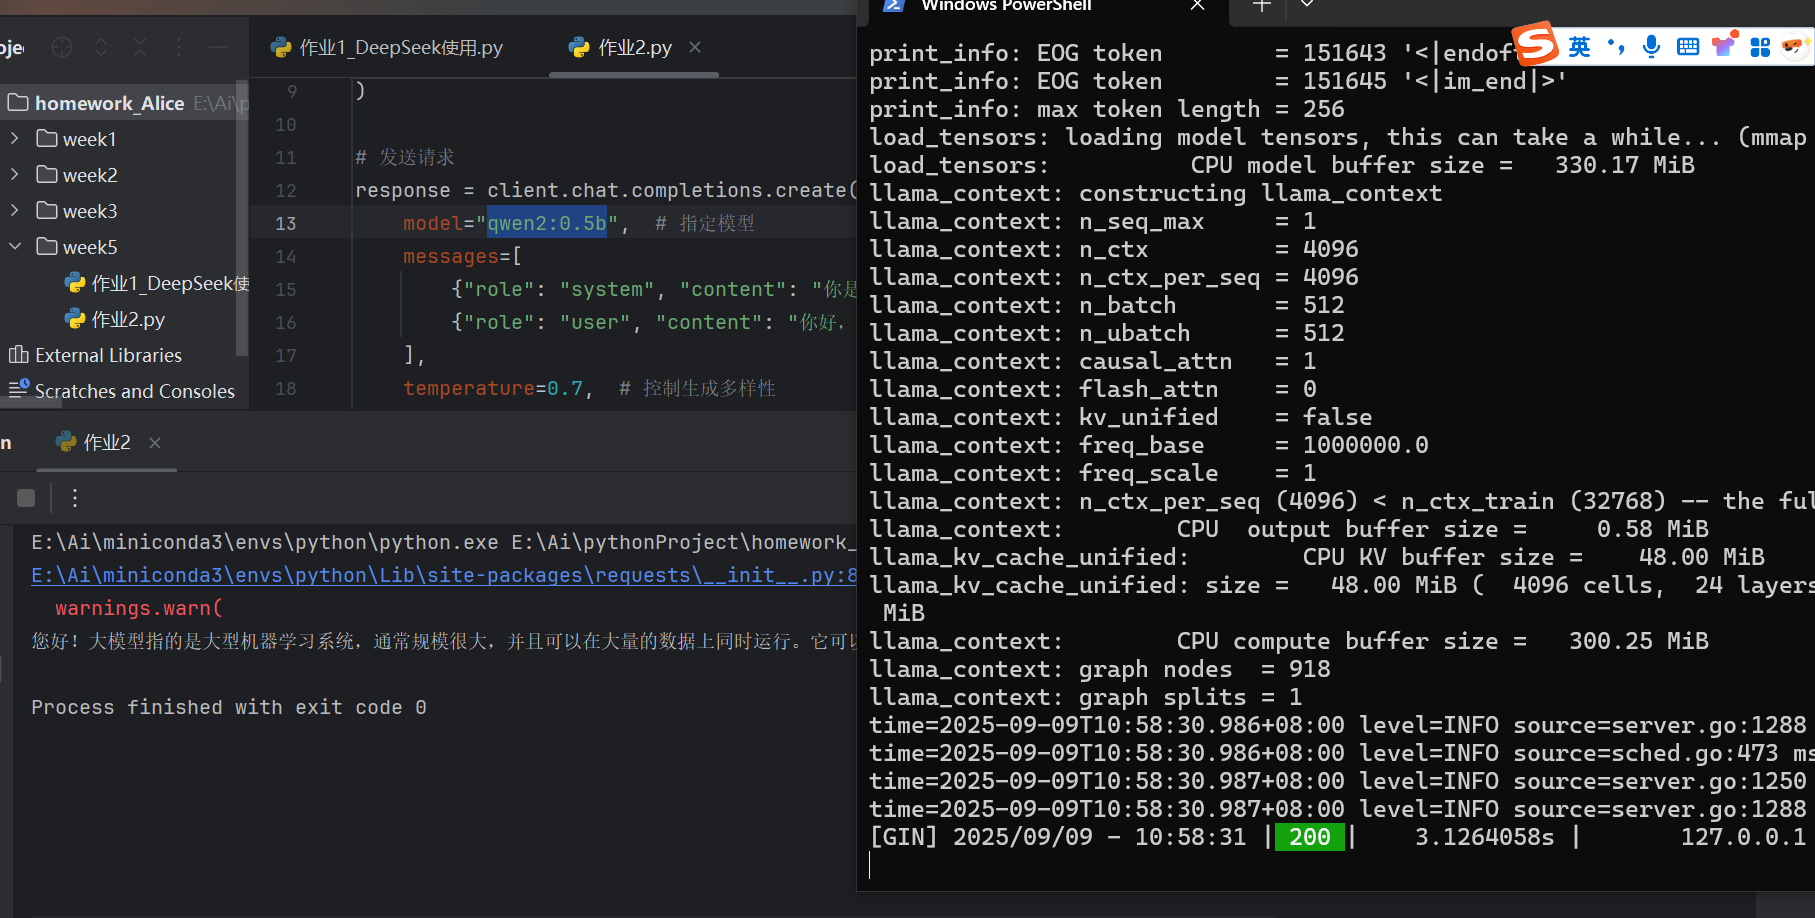 oje
作业1_DeepSeek使用.py
作业2.py
homework_Alice E:\Ai\p
week1
week2
week3
week5
作业1_DeepSeek使
作业2.py
External Libraries
Scratches and Consoles
9 )
10
11 # 发送请求
12 response = client.chat.completions.create(
13 model="qwen2:0.5b", # 指定模型
14 messages=[
15 {"role": "system", "content": "你是
16 {"role": "user", "content": "你好，
17 ],
18 temperature=0.7, # 控制生成多样性
n
作业2
E:\Ai\miniconda3\envs\python\python.exe E:\Ai\pythonProject\homework_
E:\Ai\miniconda3\envs\python\Lib\site-packages\requests\__init__.py:8
warnings.warn(
您好！大模型指的是大型机器学习系统，通常规模很大，并且可以在大量的数据上同时运行。它可以
Process finished with exit code 0
Windows PowerShell
print_info: EOG token = 151643 '<|endof
print_info: EOG token = 151645 '<|im_end|>'
print_info: max token length = 256
load_tensors: loading model tensors, this can take a while... (mmap
load_tensors: CPU model buffer size = 330.17 MiB
llama_context: constructing llama_context
llama_context: n_seq_max = 1
llama_context: n_ctx = 4096
llama_context: n_ctx_per_seq = 4096
llama_context: n_batch = 512
llama_context: n_ubatch = 512
llama_context: causal_attn = 1
llama_context: flash_attn = 0
llama_context: kv_unified = false
llama_context: freq_base = 1000000.0
llama_context: freq_scale = 1
llama_context: n_ctx_per_seq (4096) < n_ctx_train (32768) -- the ful
llama_context: CPU output buffer size = 0.58 MiB
llama_kv_cache_unified: CPU KV buffer size = 48.00 MiB
llama_kv_cache_unified: size = 48.00 MiB ( 4096 cells, 24 layers
MiB
llama_context: CPU compute buffer size = 300.25 MiB
llama_context: graph nodes = 918
llama_context: graph splits = 1
time=2025-09-09T10:58:30.986+08:00 level=INFO source=server.go:1288
time=2025-09-09T10:58:30.986+08:00 level=INFO source=sched.go:473 ms
time=2025-09-09T10:58:30.987+08:00 level=INFO source=server.go:1250
time=2025-09-09T10:58:30.987+08:00 level=INFO source=server.go:1288
[GIN] 2025/09/09 - 10:58:31 | 200 | 3.1264058s | 127.0.0.1
S 英